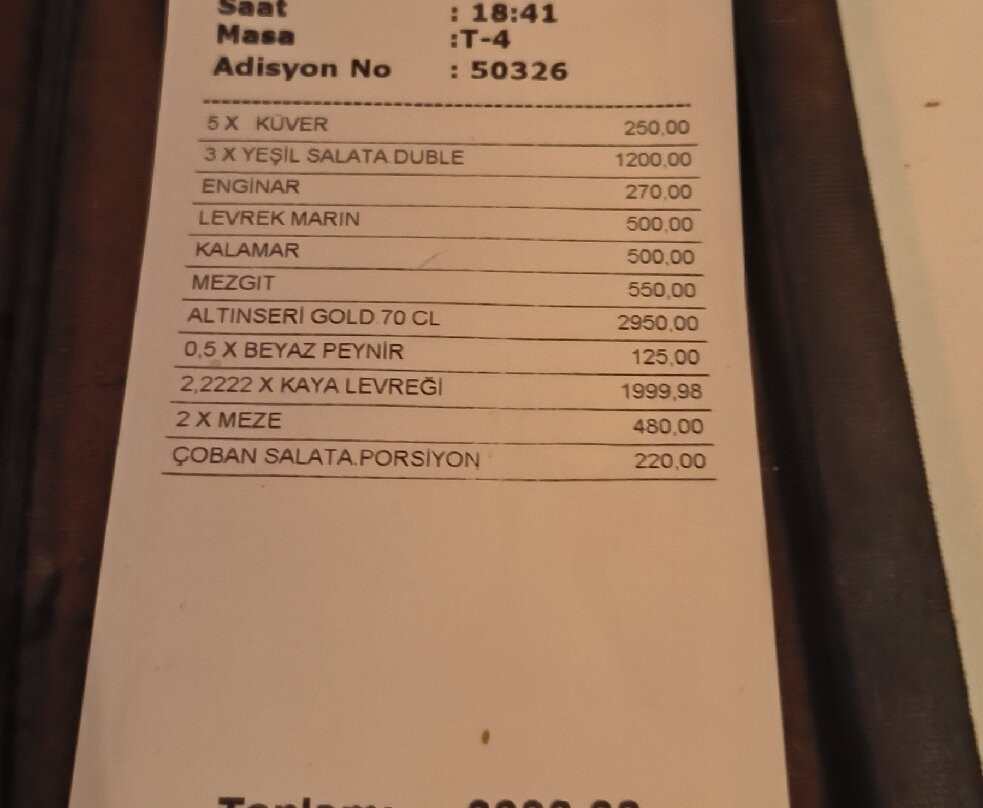 Saat : 18:41
Masa :T-4
Adisyon No : 50326
5 X KÜVER 250,00
3 X YEŞİL SALATA DUBLE 1200,00
ENGİNAR 270,00
LEVREK MARIN 500,00
KALAMAR 500,00
MEZGIT 550,00
ALTINSERİ GOLD 70 CL 2950,00
0,5 X BEYAZ PEYNİR 125,00
2,2222 X KAYA LEVREĞİ 1999,98
2 X MEZE 480,00
ÇOBAN SALATA PORSİYON 220,00